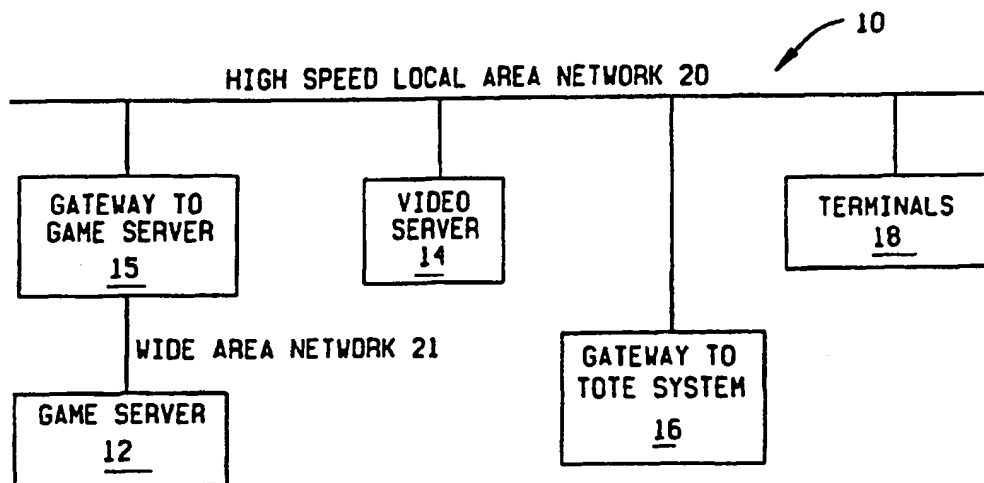 10
HIGH SPEED LOCAL AREA NETWORK 20
GATEWAY TO
GAME SERVER
15
VIDEO
SERVER
14
TERMINALS
18
WIDE AREA NETWORK 21
GATEWAY TO
TOTE SYSTEM
16
GAME SERVER
12